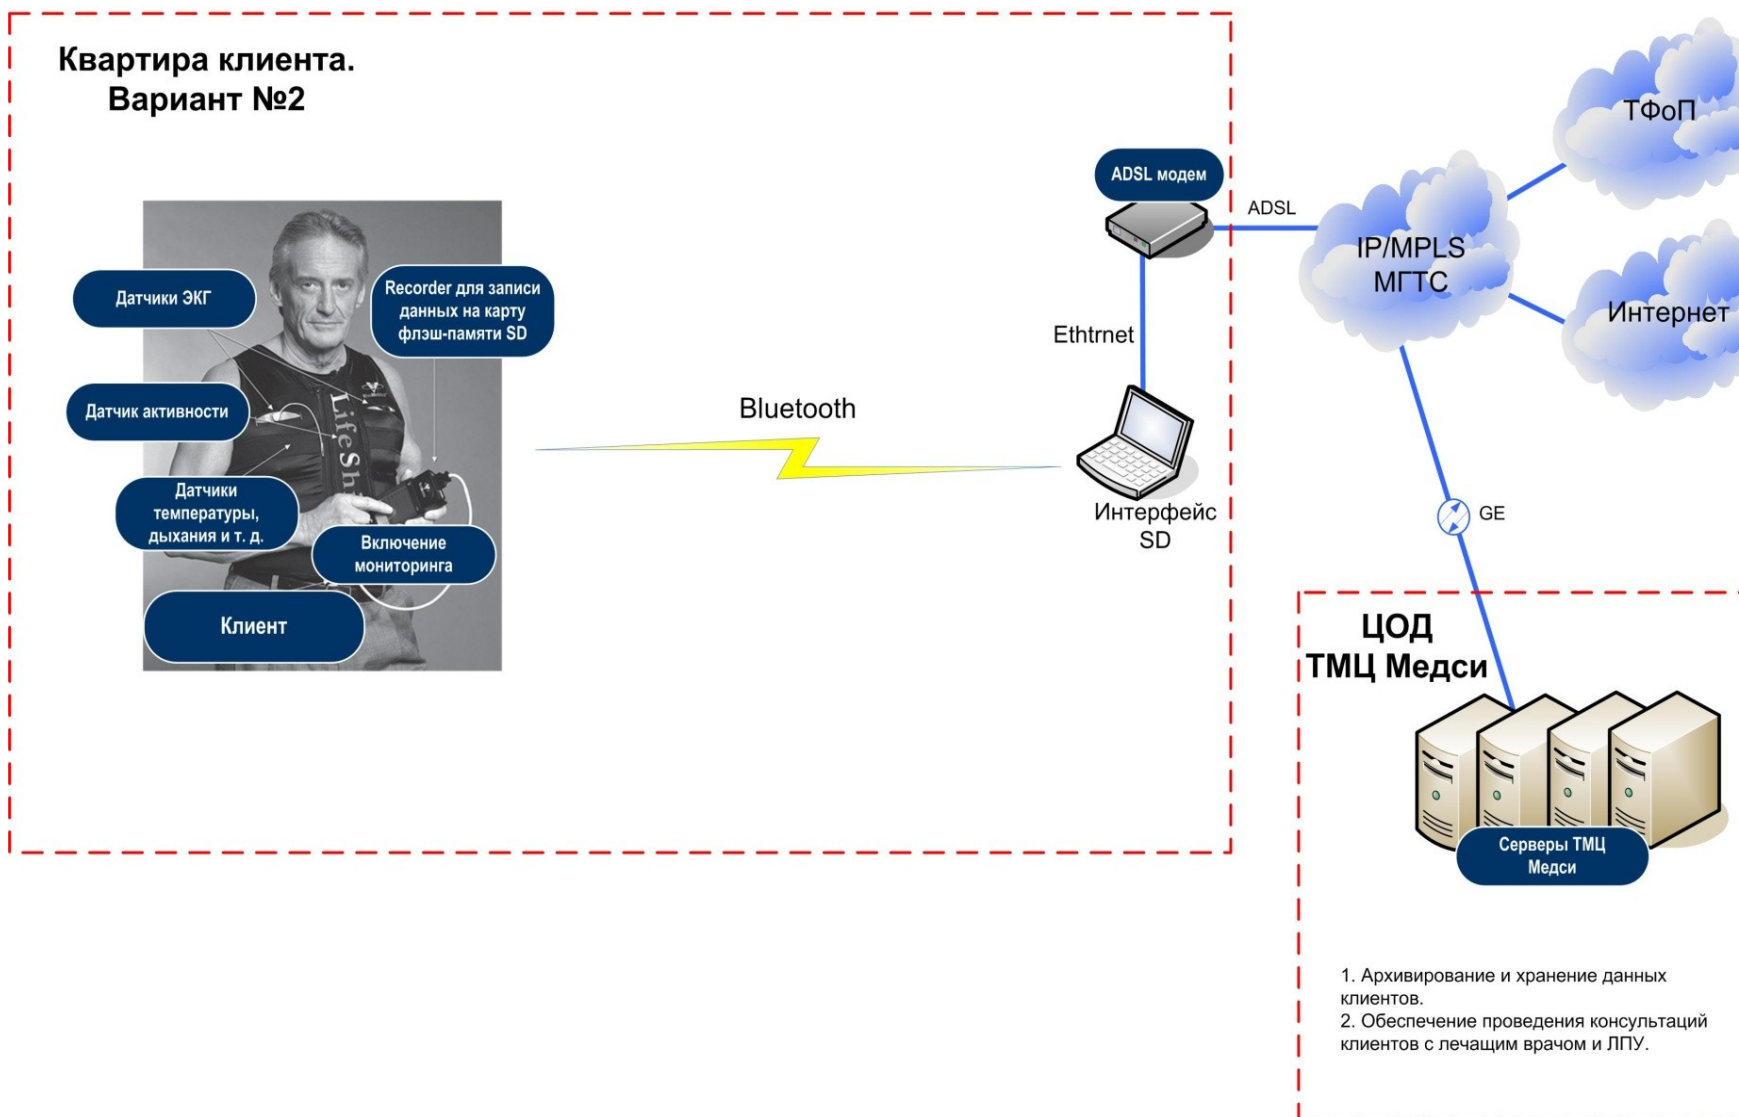 Квартира клиента.
Вариант №2
Датчики ЭКГ
Recorder для записи
данных на карту
флэш-памяти SD
Датчик активности
LifeSh
Датчики
температуры,
дыхания и т. д.
Включение
мониторинга
Клиент
Bluetooth
ADSL модем
Ethtrnet
Интерфейс
SD
ADSL
IP/MPLS
МГТС
ТФоП
Интернет
GE
ЦОД
ТМЦ Медси
Серверы ТМЦ
Медси
1. Архивирование и хранение данных
клиентов.
2. Обеспечение проведения консультаций
клиентов с лечащим врачом и ЛПУ.